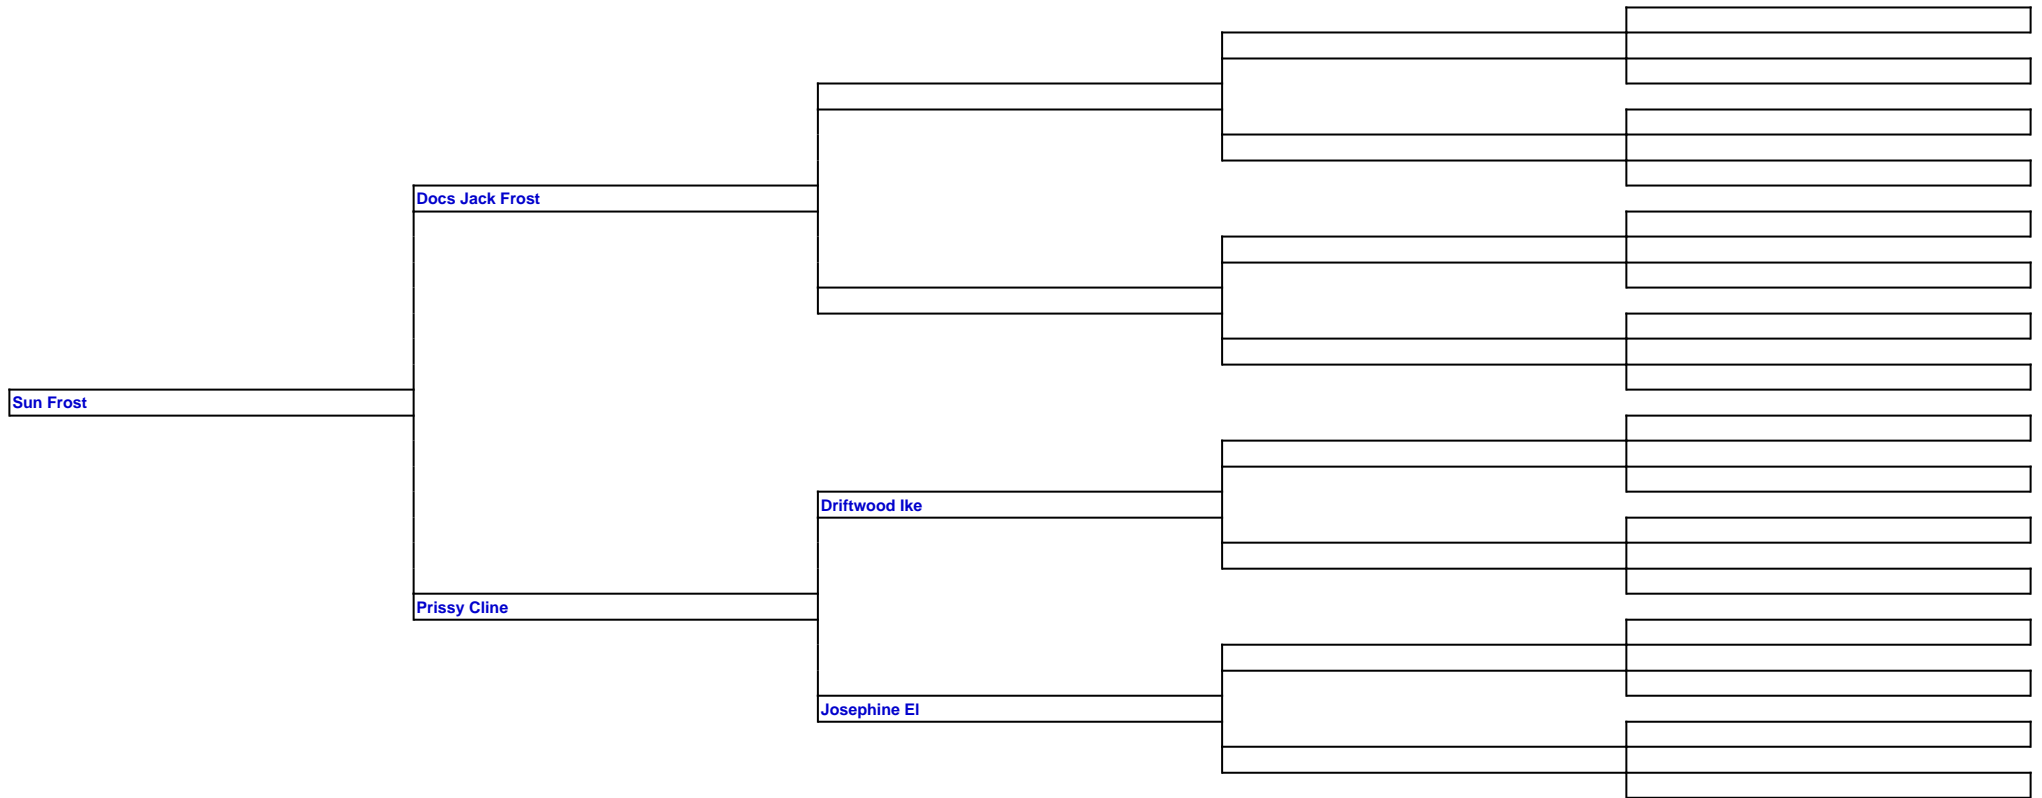 Docs Jack Frost
Sun Frost
Driftwood Ike
Prissy Cline
Josephine El